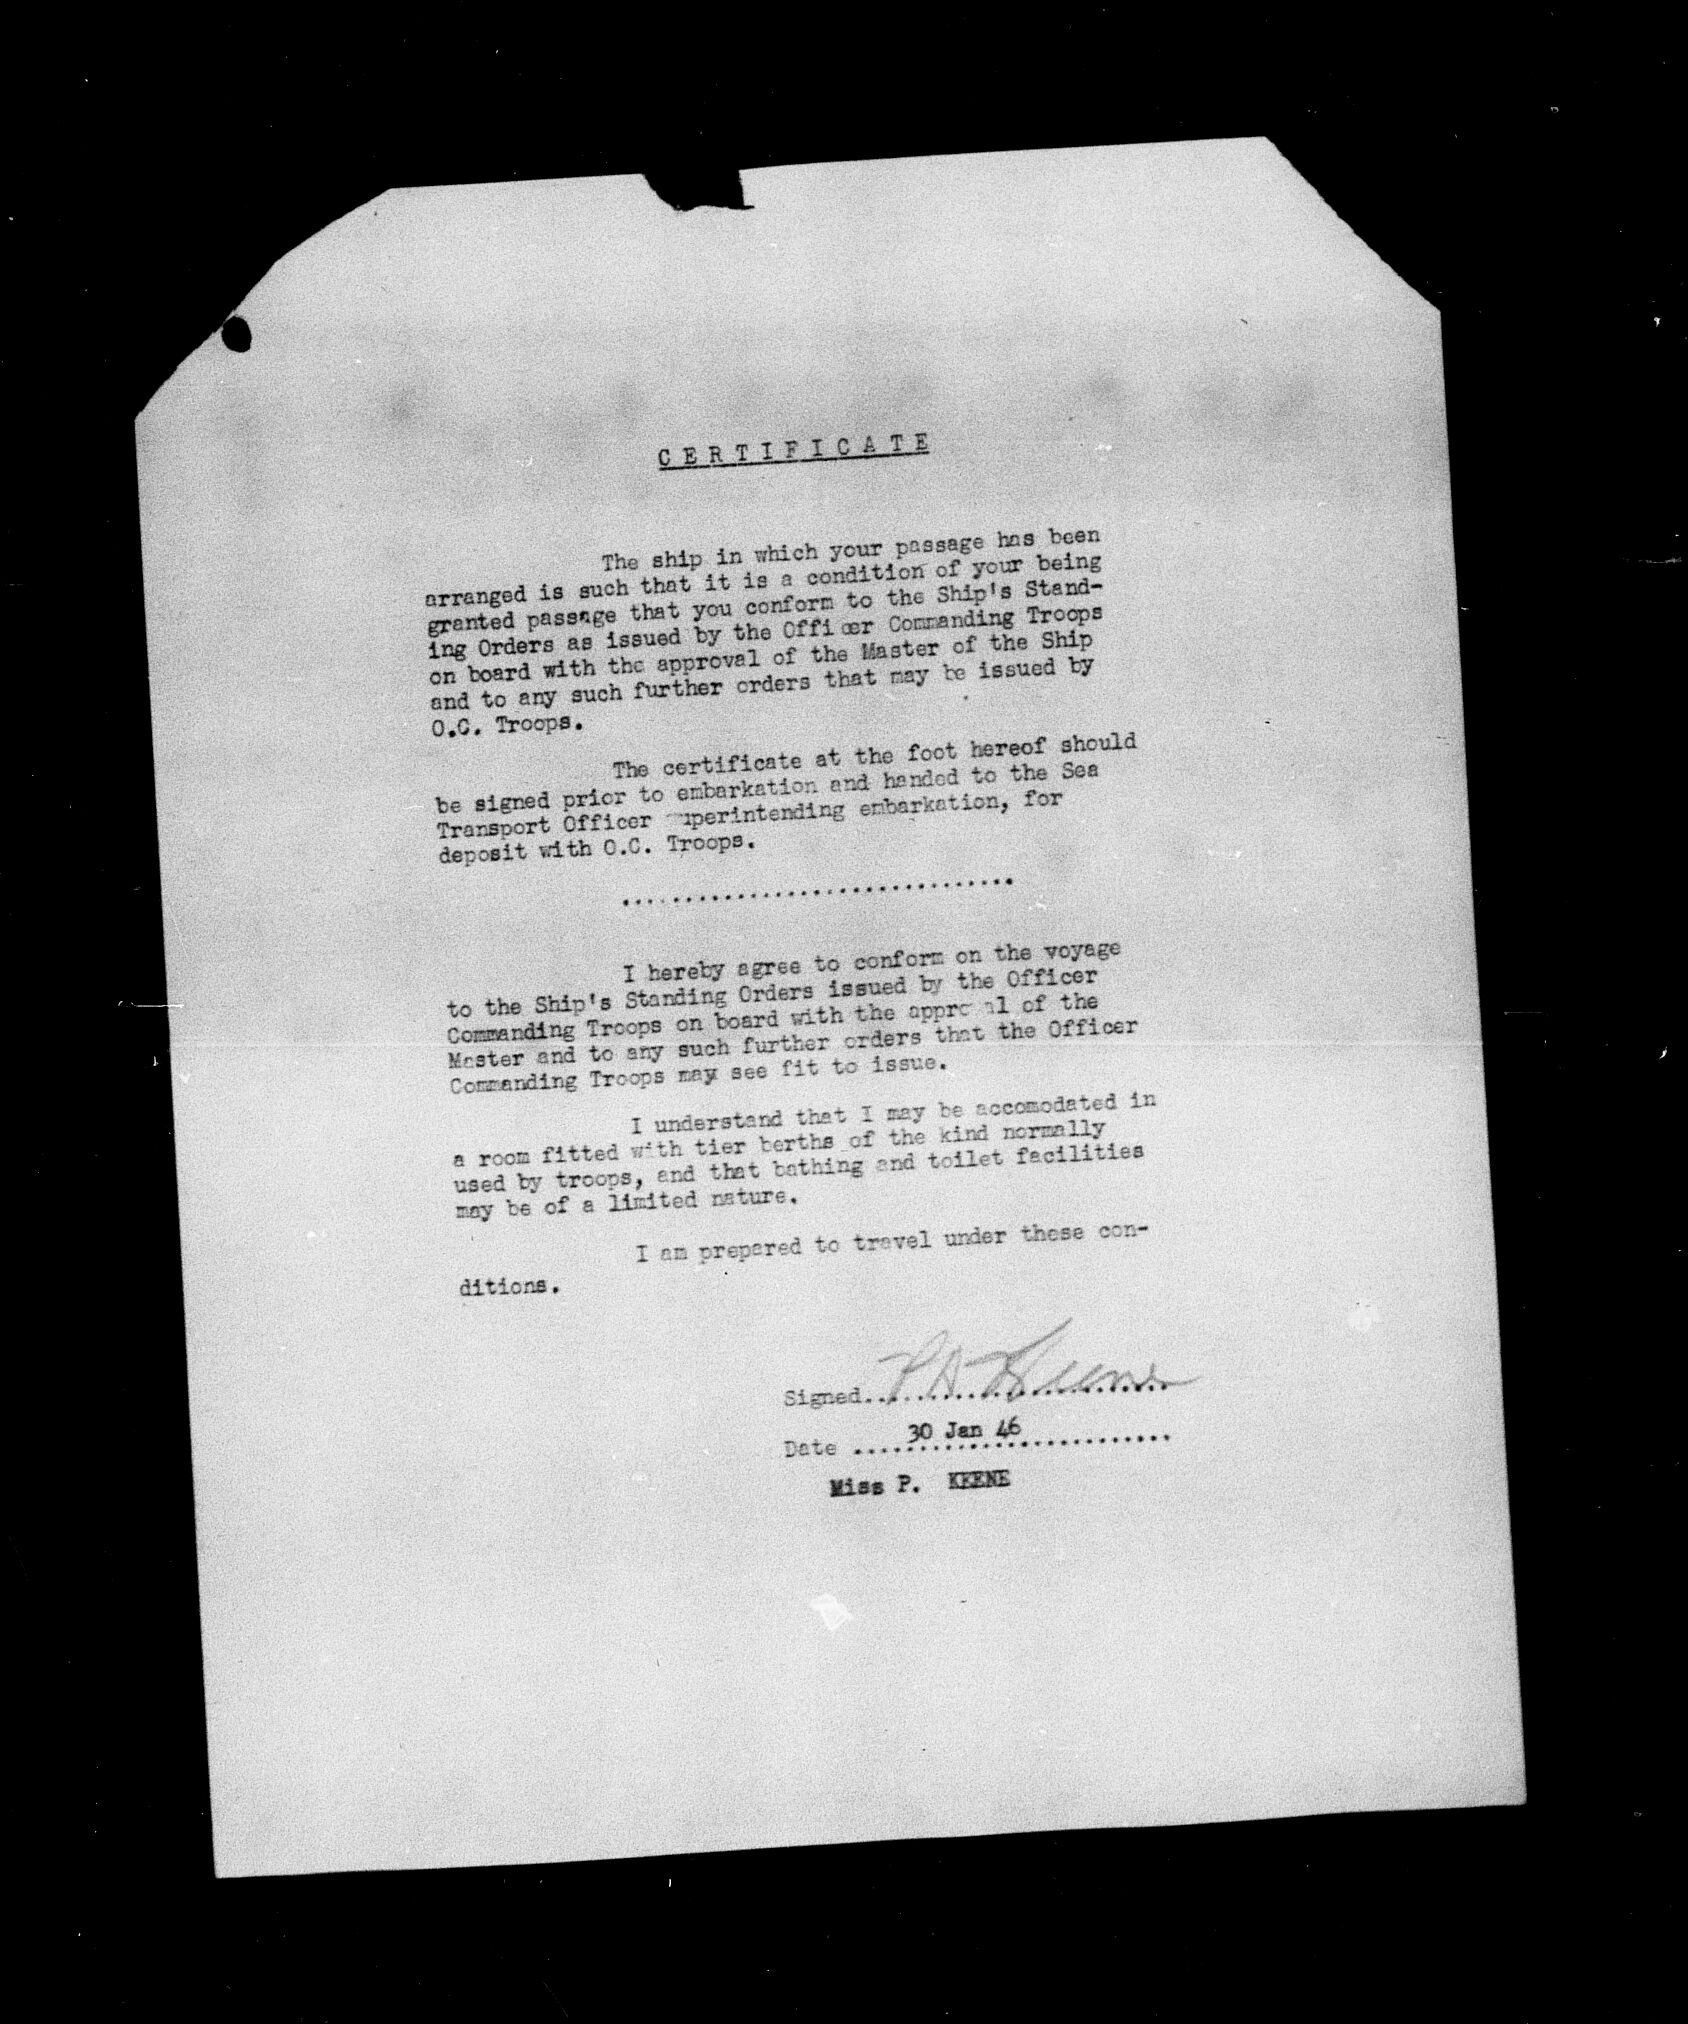 CERTIFICATE
The ship in which your passage has been
arranged is such that it is a condition of your being
granted passage that you conform to the Ship's Stand-
ing Orders as issued by the Officer Commanding Troops
on board with the approval of the Master of the Ship
and to any such further orders that may be issued by
O.C. Troops.
The certificate at the foot hereof should
be signed prior to embarkation and handed to the Sea
Transport Officer uperintending embarkation, for
deposit with O.C. Troops.
................................
I hereby agree to conform on the voyage
to the Ship's Standing Orders issued by the Officer
Commanding Troops on board with the appro al of the
Master and to any such further orders that the Officer
Commanding Troops may see fit to issue.
I understand that I may be accomodated in
a room fitted with tier berths of the kind normally
used by troops, and that bathing and toilet facilities
may be of a limited nature.
I am prepared to travel under these con-
ditions.
Signed.. P A Keene
Date .... 30 Jan 46
Miss P. KEENE